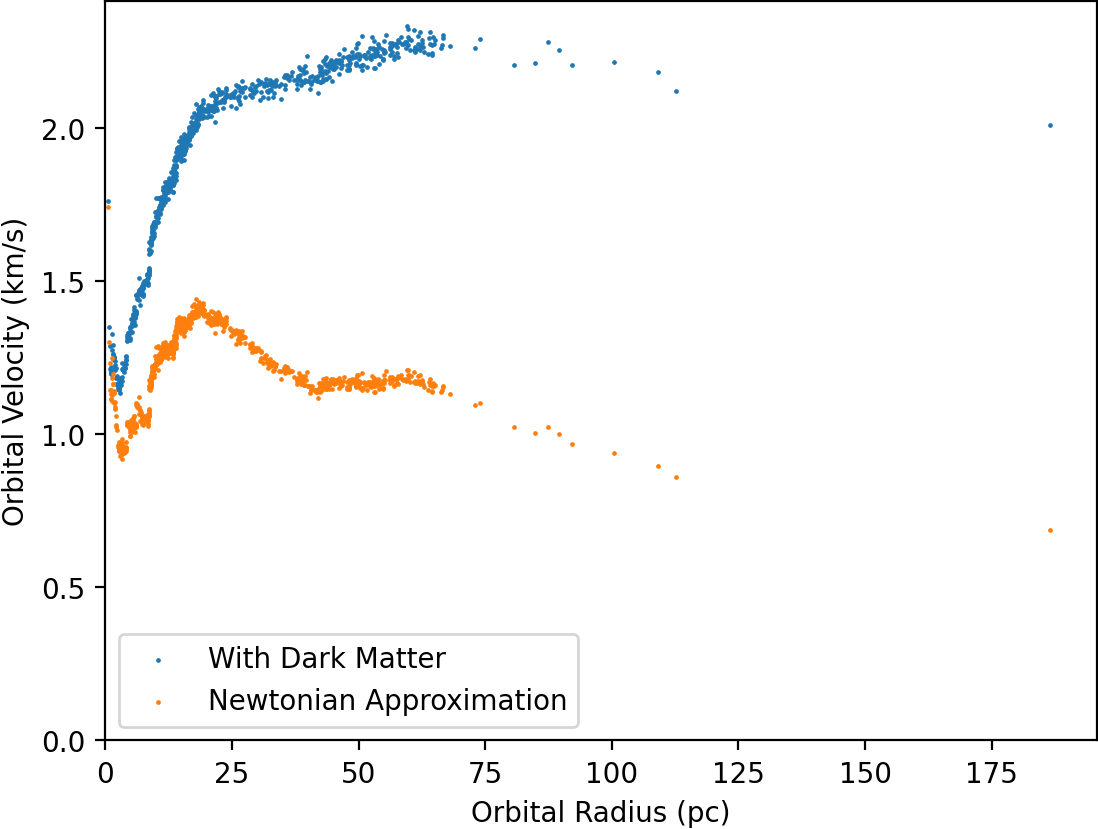 Orbital Velocity (km/s)
2.0
1.5
1.0
0.5
0.0
With Dark Matter
Newtonian Approximation
0 25 50 75 100 125 150 175
Orbital Radius (pc)